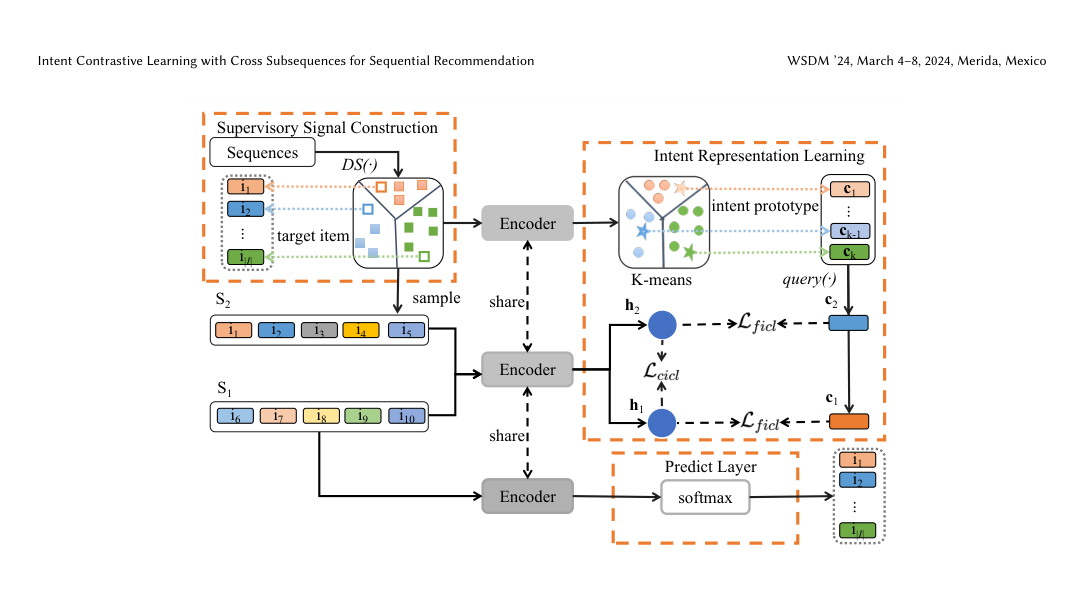 Intent Contrastive Learning with Cross Subsequences for Sequential Recommendation
WSDM ’24, March 4–8, 2024, Merida, Mexico
Supervisory Signal Construction
Sequences
DS(·)
i1
i2
⋮
i|I|
target item
Encoder
Intent Representation Learning
intent prototype
K-means
c1
⋮
ck-1
ck
query(·)
sample
share
S2
i1 i2 i3 i4 i5
Encoder
h2
ℒficl
c2
ℒcicl
S1
i6 i7 i8 i9 i10
h1
ℒficl
c1
share
Encoder
Predict Layer
softmax
i1
i2
⋮
i|I|